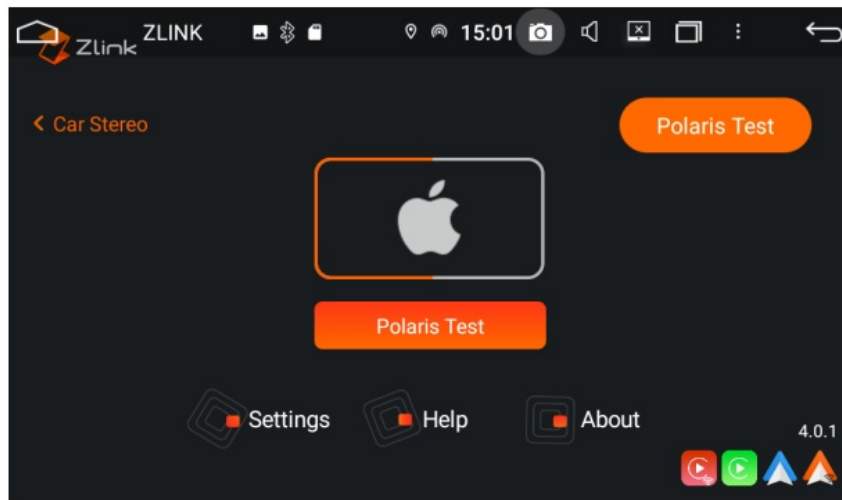 Zlink ZLINK 15:01
Car Stereo
Polaris Test
Polaris Test
Settings Help About
4.0.1